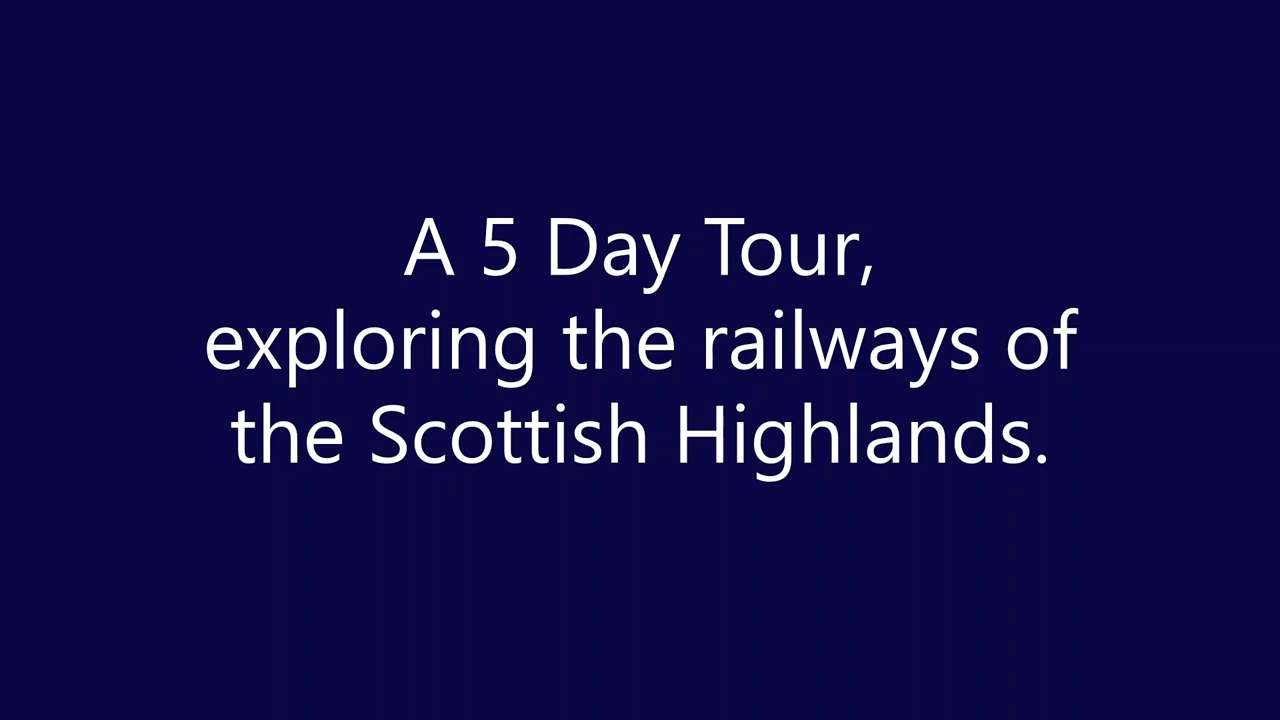 A 5 Day Tour,
exploring the railways of
the Scottish Highlands.